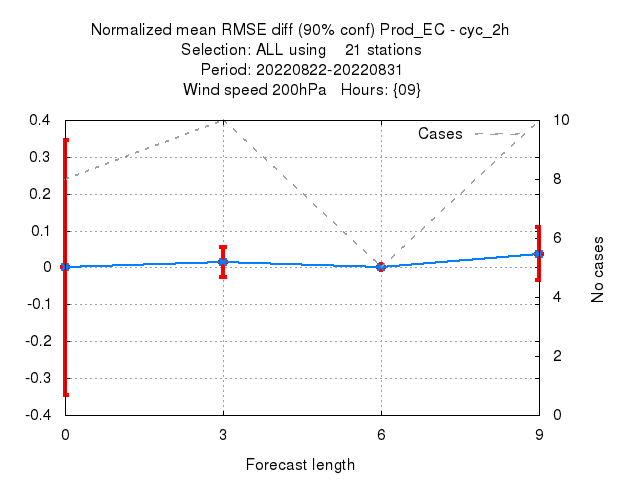 Normalized mean RMSE diff (90% conf) Prod_EC - cyc_2h
Selection: ALL using 21 stations
Period: 20220822-20220831
Wind speed 200hPa Hours: {09}
0.4
0.3
0.2
0.1
0
-0.1
-0.2
-0.3
-0.4
Cases
10
8
6
4
2
0
No cases
0 3 6 9
Forecast length